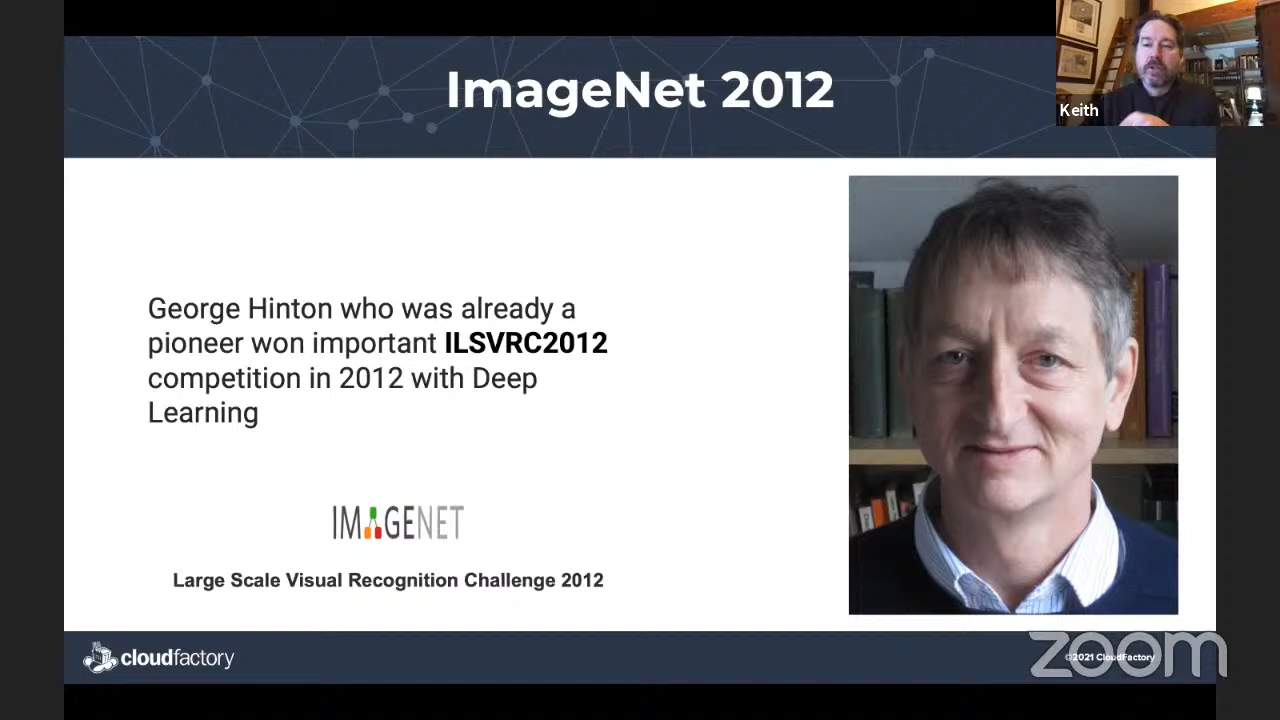 ImageNet 2012
Keith
George Hinton who was already a
pioneer won important ILSVRC2012
competition in 2012 with Deep
Learning
IMAGENET
Large Scale Visual Recognition Challenge 2012
cloudfactory
©2021 CloudFactory
zoom